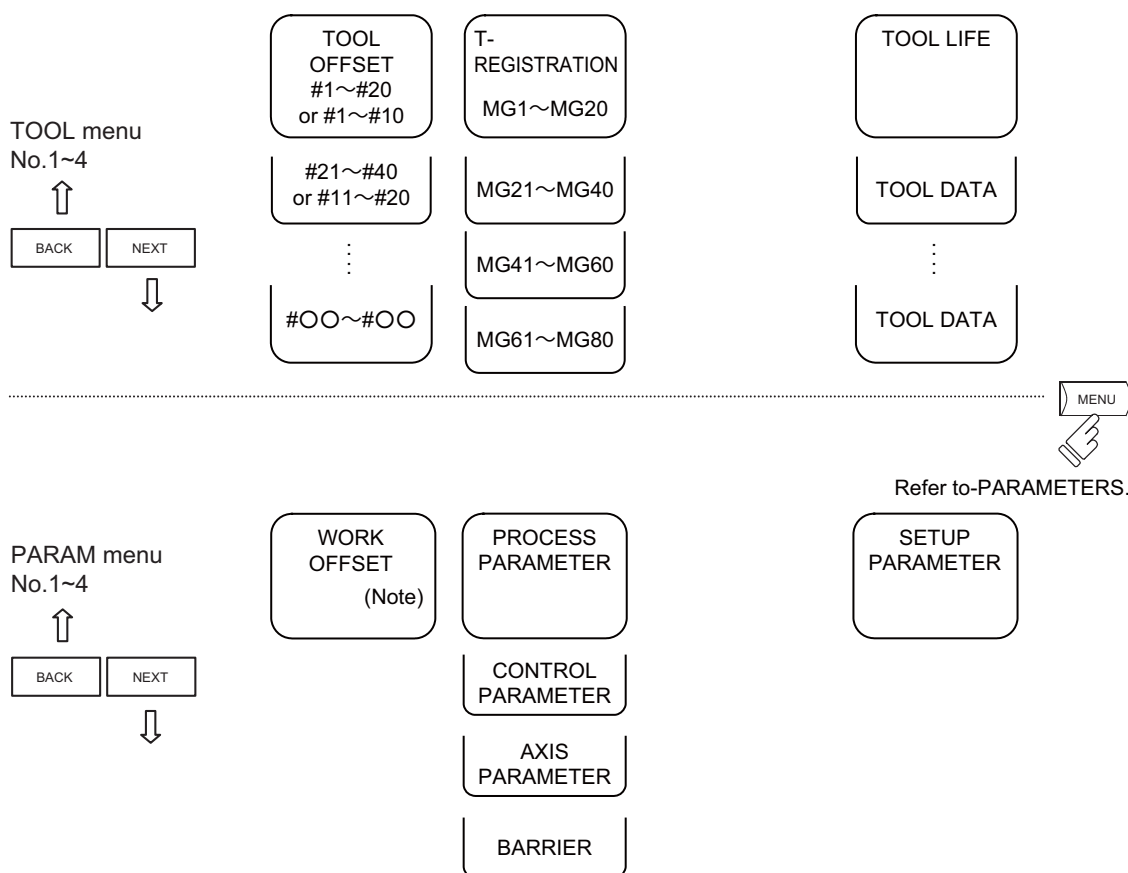 TOOL
OFFSET
#1～#20
or #1～#10
T-
REGISTRATION
MG1～MG20
TOOL LIFE
TOOL menu
No.1~4
BACK
NEXT
#21～#40
or #11～#20
MG21～MG40
TOOL DATA
MG41～MG60
#○○～#○○
MG61～MG80
TOOL DATA
MENU
Refer to-PARAMETERS.
PARAM menu
No.1~4
BACK
NEXT
WORK
OFFSET
(Note)
PROCESS
PARAMETER
SETUP
PARAMETER
CONTROL
PARAMETER
AXIS
PARAMETER
BARRIER